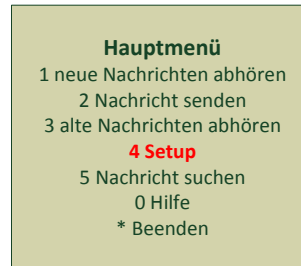 Hauptmenü
1 neue Nachrichten abhören
2 Nachricht senden
3 alte Nachrichten abhören
4 Setup
5 Nachricht suchen
0 Hilfe
* Beenden